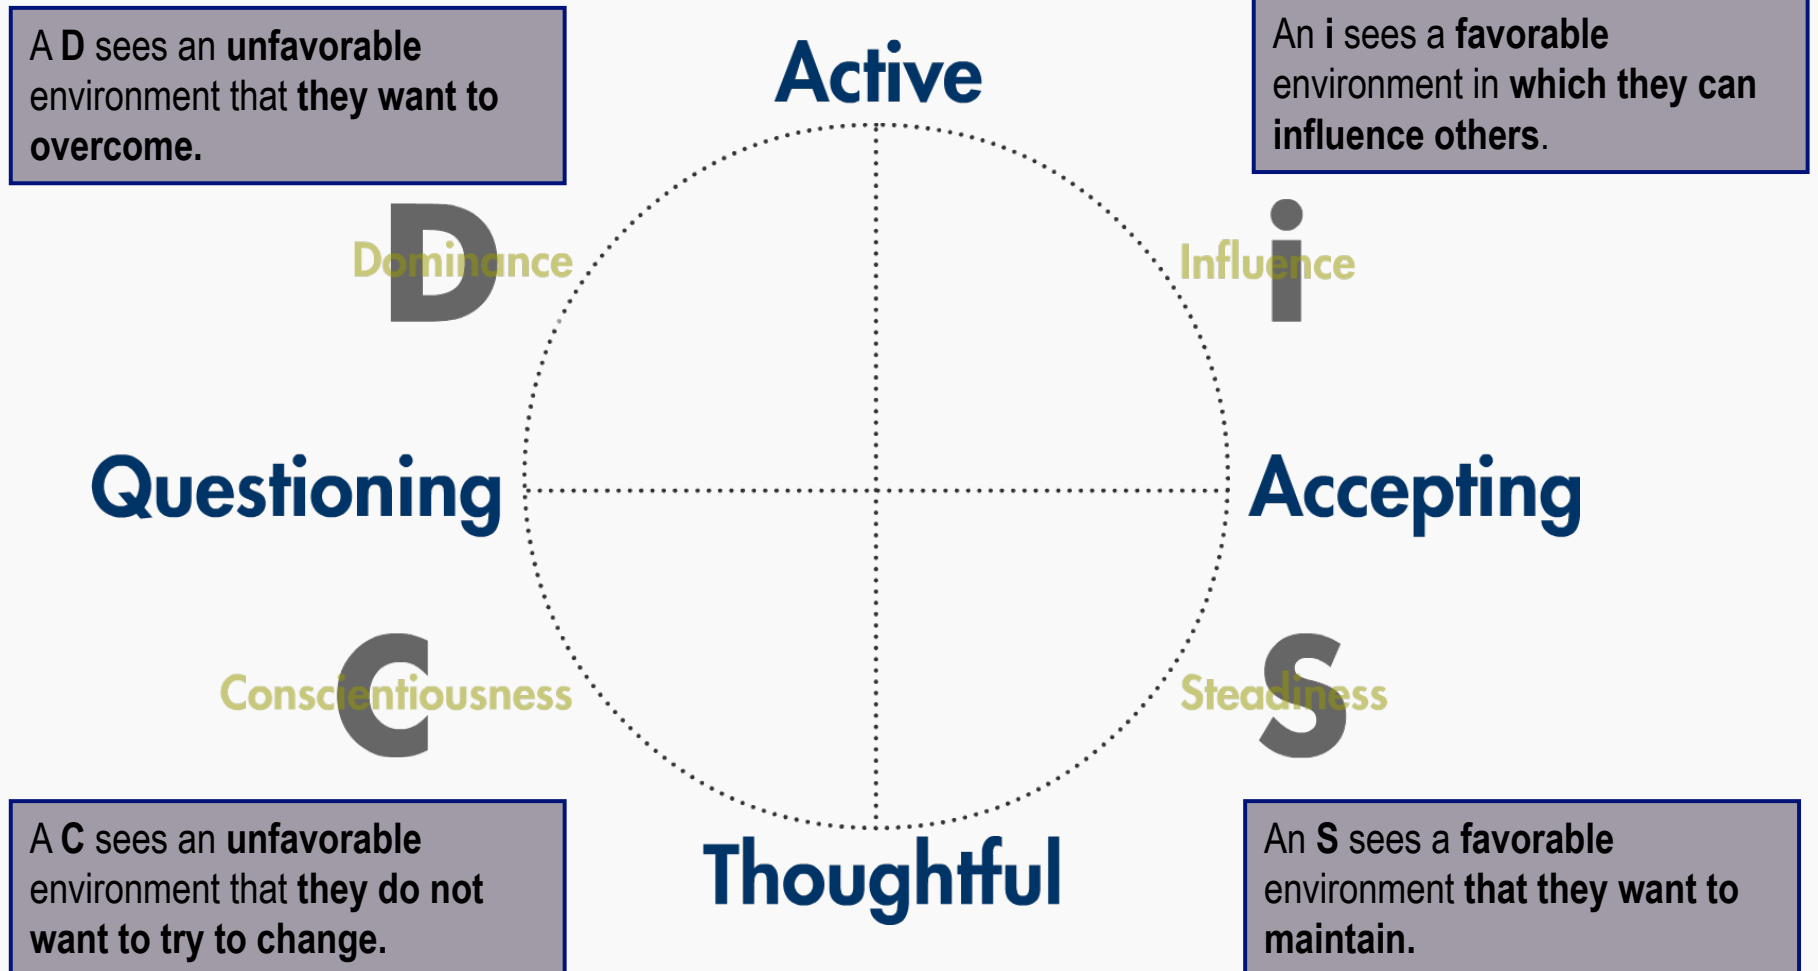 A D sees an unfavorable
environment that they want to
overcome.
Active
An i sees a favorable
environment in which they can
influence others.
D
Dominance
i
Influence
Questioning
Accepting
C
Conscientiousness
S
Steadiness
A C sees an unfavorable
environment that they do not
want to try to change.
Thoughtful
An S sees a favorable
environment that they want to
maintain.